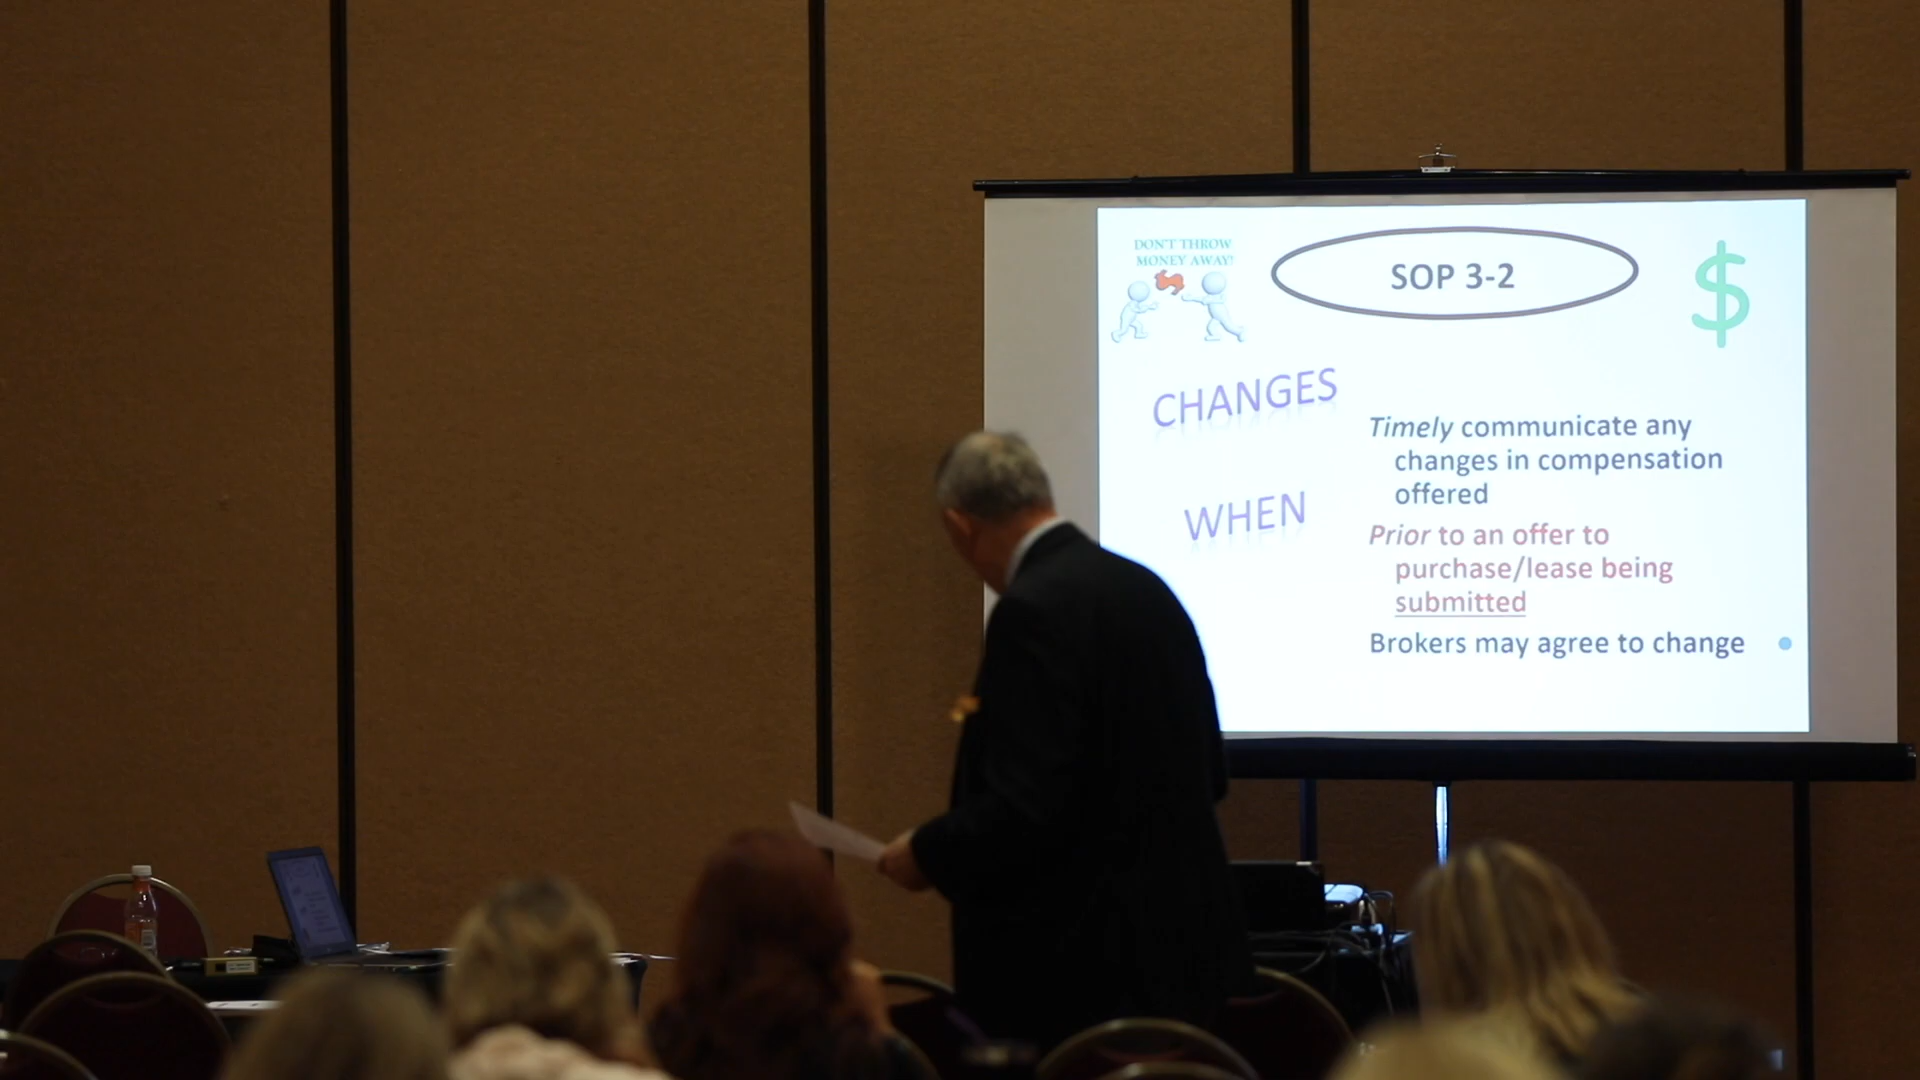 DON'T THROW
MONEY AWAY!
SOP 3-2
$
CHANGES
Timely communicate any
changes in compensation
offered
WHEN
Prior to an offer to
purchase/lease being
submitted
Brokers may agree to change